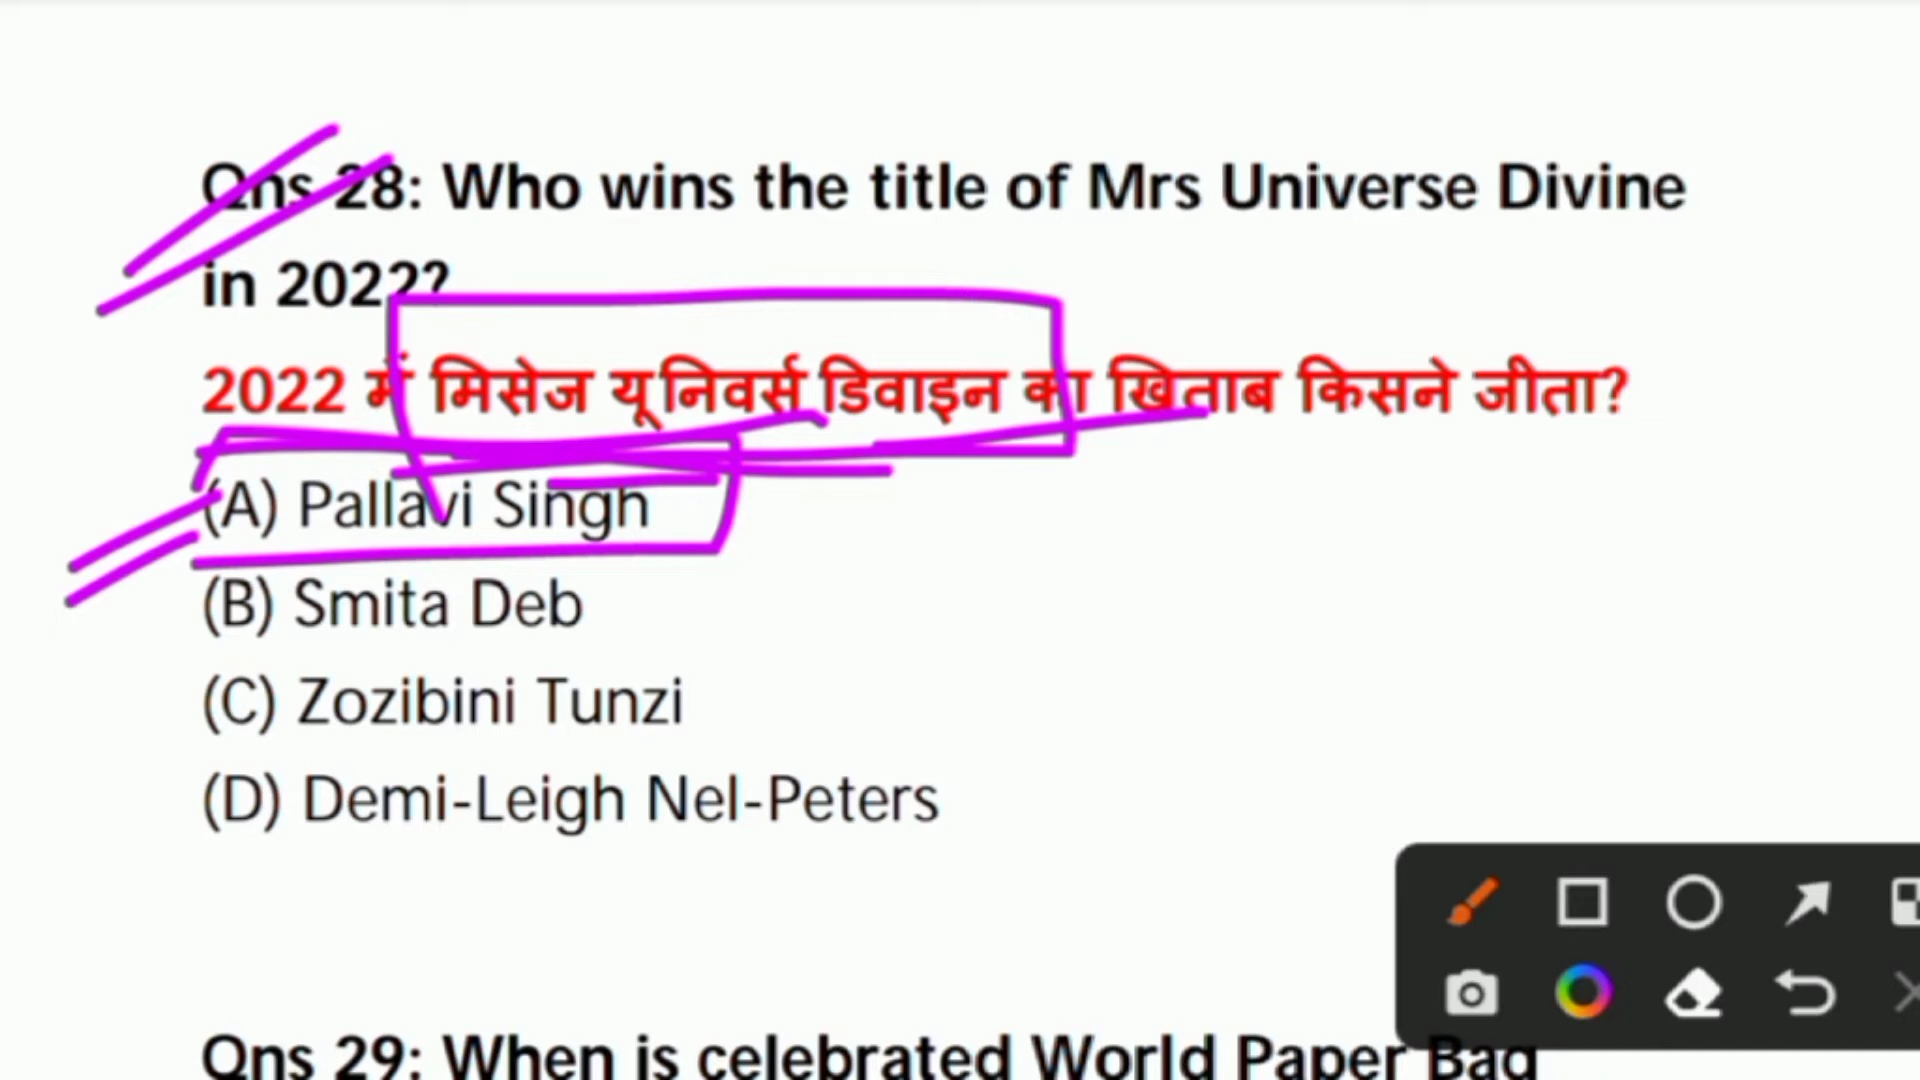 Qns 28: Who wins the title of Mrs Universe Divine
in 2022?
2022 में मिसेज यूनिवर्स डिवाइन का खिताब किसने जीता?
(A) Pallavi Singh
(B) Smita Deb
(C) Zozibini Tunzi
(D) Demi-Leigh Nel-Peters
Qns 29: When is celebrated World Paper Bag